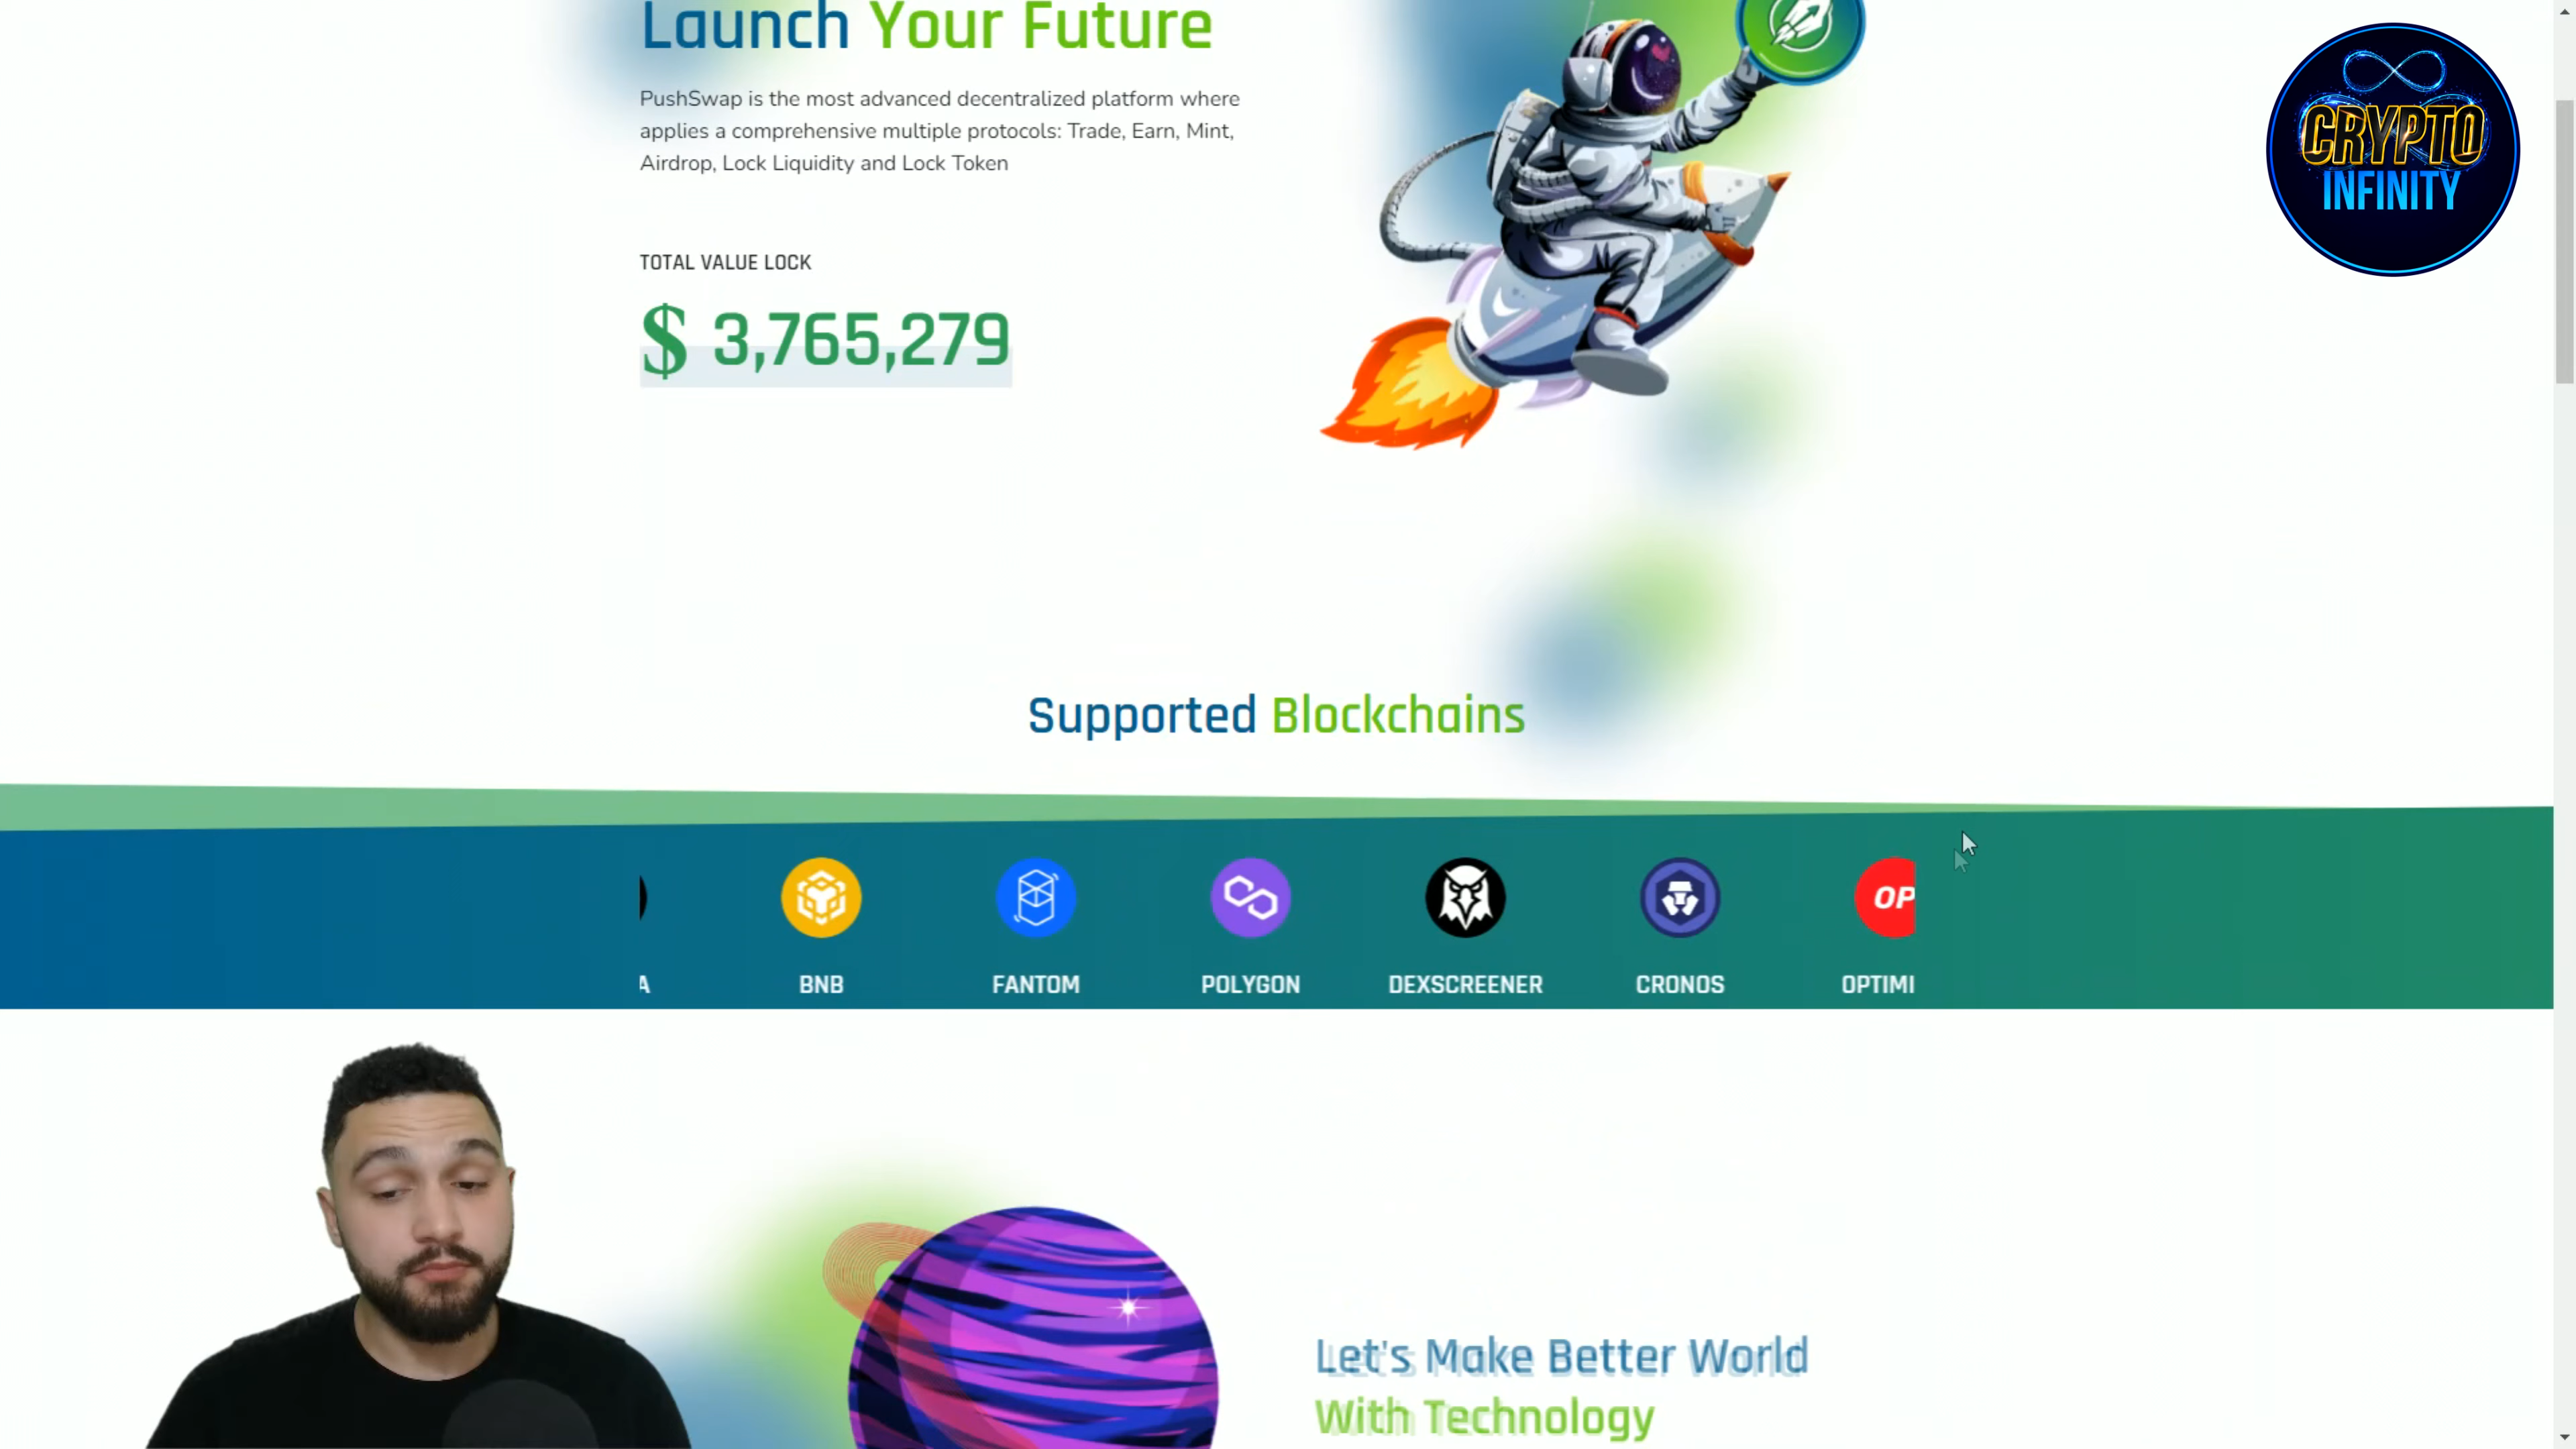 Launch Your Future
PushSwap is the most advanced decentralized platform where
applies a comprehensive multiple protocols: Trade, Earn, Mint,
Airdrop, Lock Liquidity and Lock Token
TOTAL VALUE LOCK
$ 3,765,279
CRYPTO
INFINITY
Supported Blockchains
OP
A BNB FANTOM POLYGON DEXSCREENER CRONOS OPTIMI
Let's Make Better World
With Technology